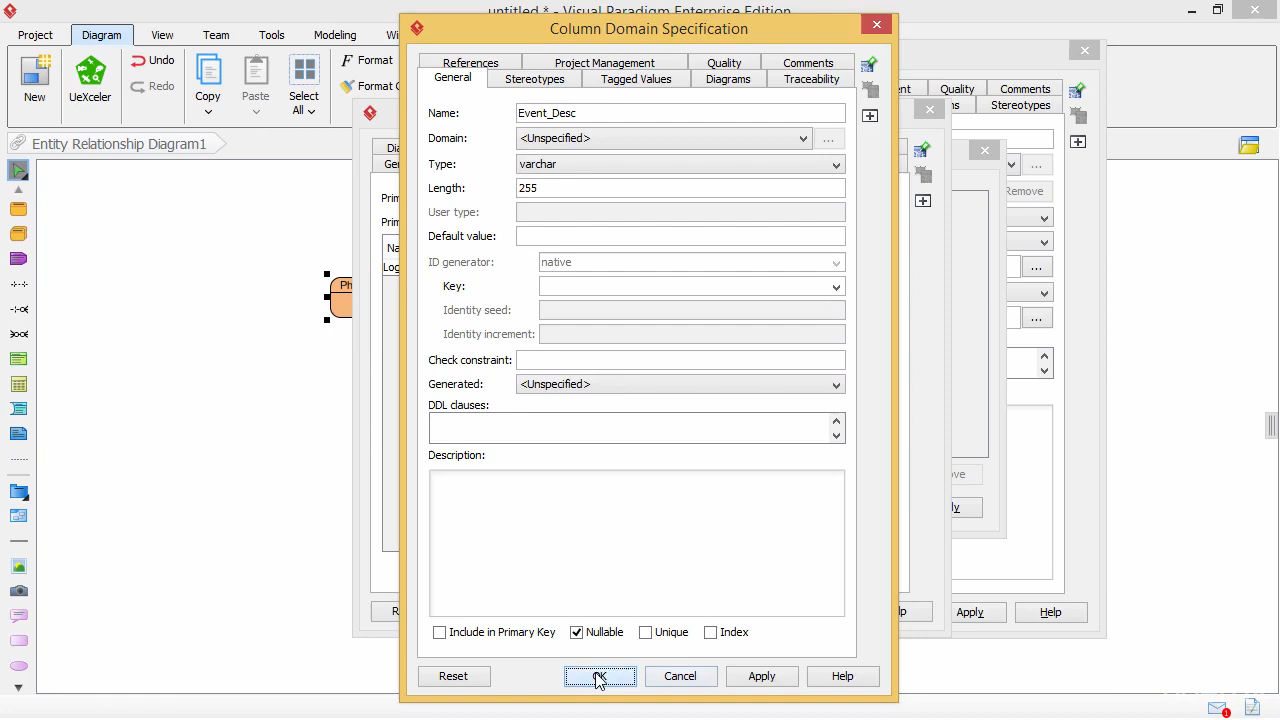 untitled * - Visual Paradigm Enterprise Edition
Column Domain Specification
Project
Diagram
View
Team
Tools
Modeling
New
UeXceler
Undo
Redo
Copy
Paste
Select
All
Format
Entity Relationship Diagram1
References
Project Management
Quality
Comments
General
Stereotypes
Tagged Values
Diagrams
Traceability
Name:
Event_Desc
Domain:
<Unspecified>
...
Type:
varchar
Length:
255
User type:
Default value:
ID generator:
native
Key:
Identity seed:
Identity increment:
Check constraint:
Generated:
<Unspecified>
DDL clauses:
Description:
Include in Primary Key
Nullable
Unique
Index
Reset
OK
Cancel
Apply
Help
Quality
Comments
Stereotypes
...
Remove
...
...
Apply
Help
1